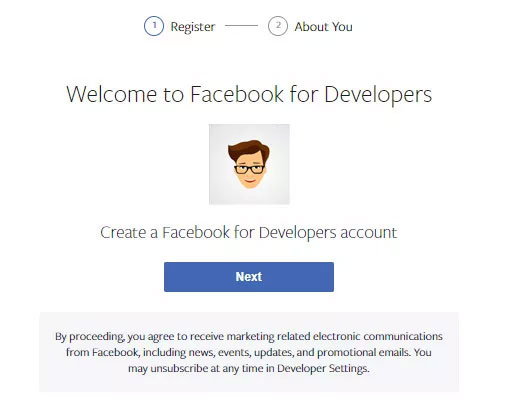 1 Register 2 About You
Welcome to Facebook for Developers
Create a Facebook for Developers account
Next
By proceeding, you agree to receive marketing related electronic communications
from Facebook, including news, events, updates, and promotional emails. You
may unsubscribe at any time in Developer Settings.